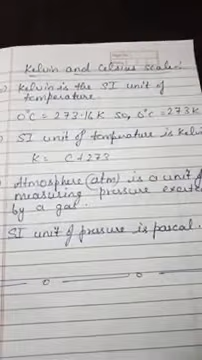 Kelvin and Celsius scale:
Kelvin is the SI unit of
temperature
0°C = 273.16K so, 0°C = 273K
SI unit of temperature is Kelvin
K = C + 273
Atmosphere (atm) is a unit of
measuring pressure exerted
by a gas.
SI unit of pressure is pascal.